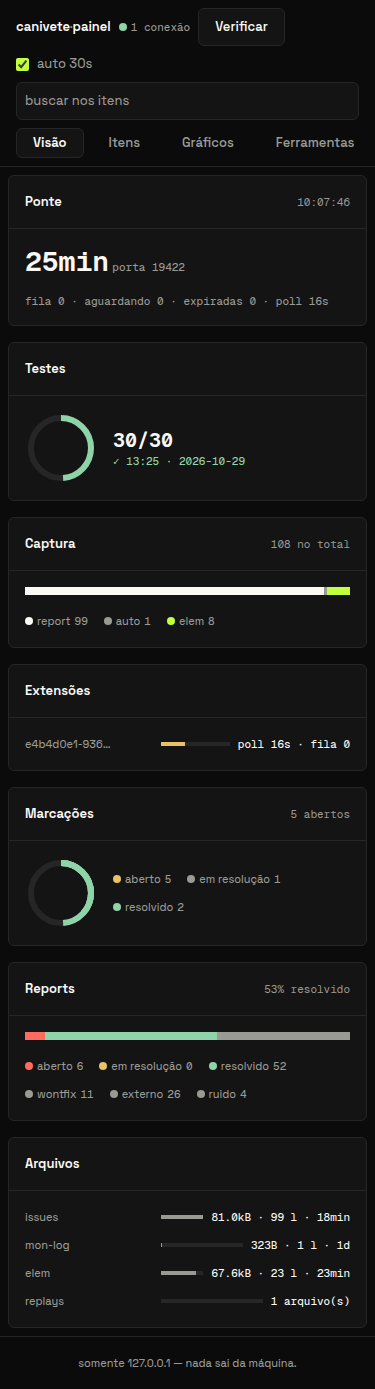 canivete·painel 1 conexão Verificar
auto 30s
buscar nos itens
Visão Itens Gráficos Ferramentas
Ponte 10:07:46
25min porta 19422
fila 0 · aguardando 0 · expiradas 0 · poll 16s
Testes
30/30
✓ 13:25 · 2026-10-29
Captura 108 no total
report 99 auto 1 elem 8
Extensões
e4b4d0e1-936… poll 16s · fila 0
Marcações 5 abertos
aberto 5 em resolução 1
resolvido 2
Reports 53% resolvido
aberto 6 em resolução 0 resolvido 52
wontfix 11 externo 26 ruido 4
Arquivos
issues 81.0kB · 99 l · 18min
mon-log 323B · 1 l · 1d
elem 67.6kB · 23 l · 23min
replays 1 arquivo(s)
somente 127.0.0.1 — nada sai da máquina.